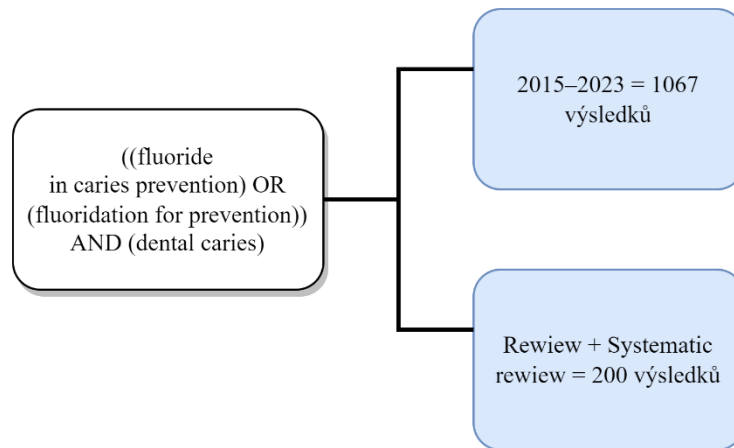 ((fluoride
in caries prevention) OR
(fluoridation for prevention))
AND (dental caries)
2015–2023 = 1067
výsledků
Rewiew + Systematic
rewiew = 200 výsledků